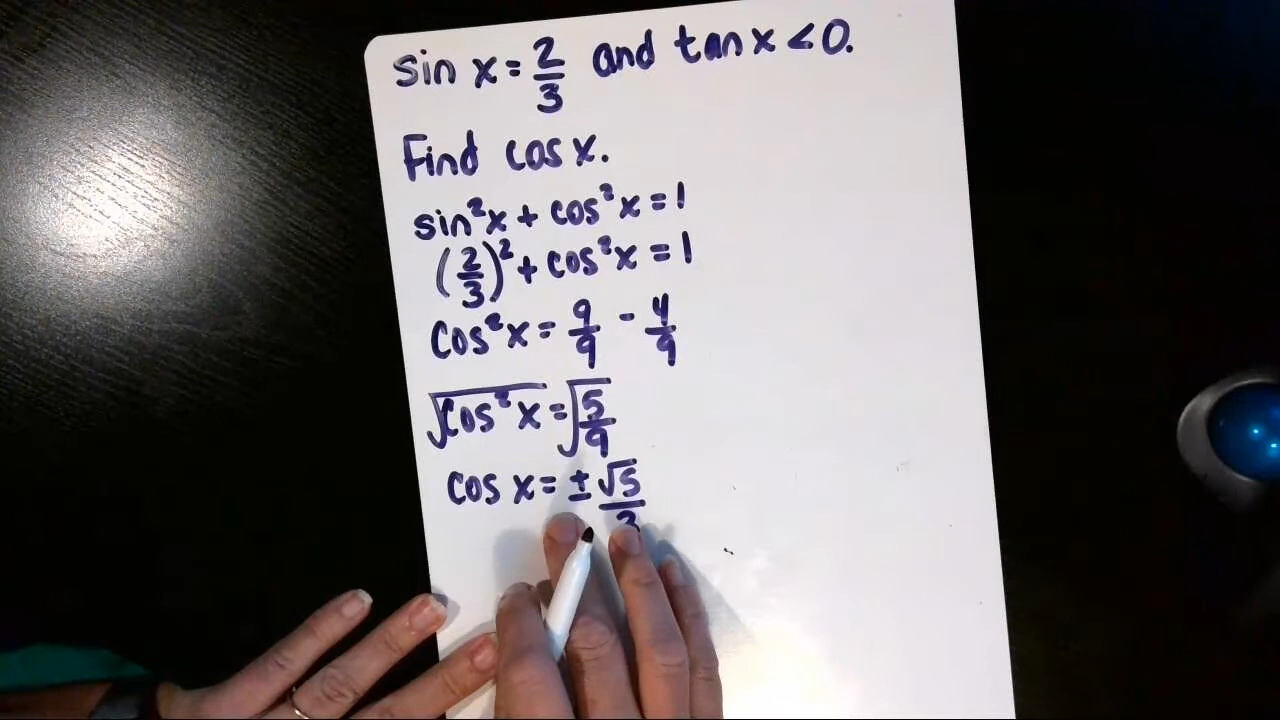 sin x = 2/3 and tan x < 0.
Find cos x.
sin²x + cos²x = 1
(2/3)² + cos²x = 1
cos²x = 9/9 - 4/9
√cos²x = √5/9
cos x = ± √5/3